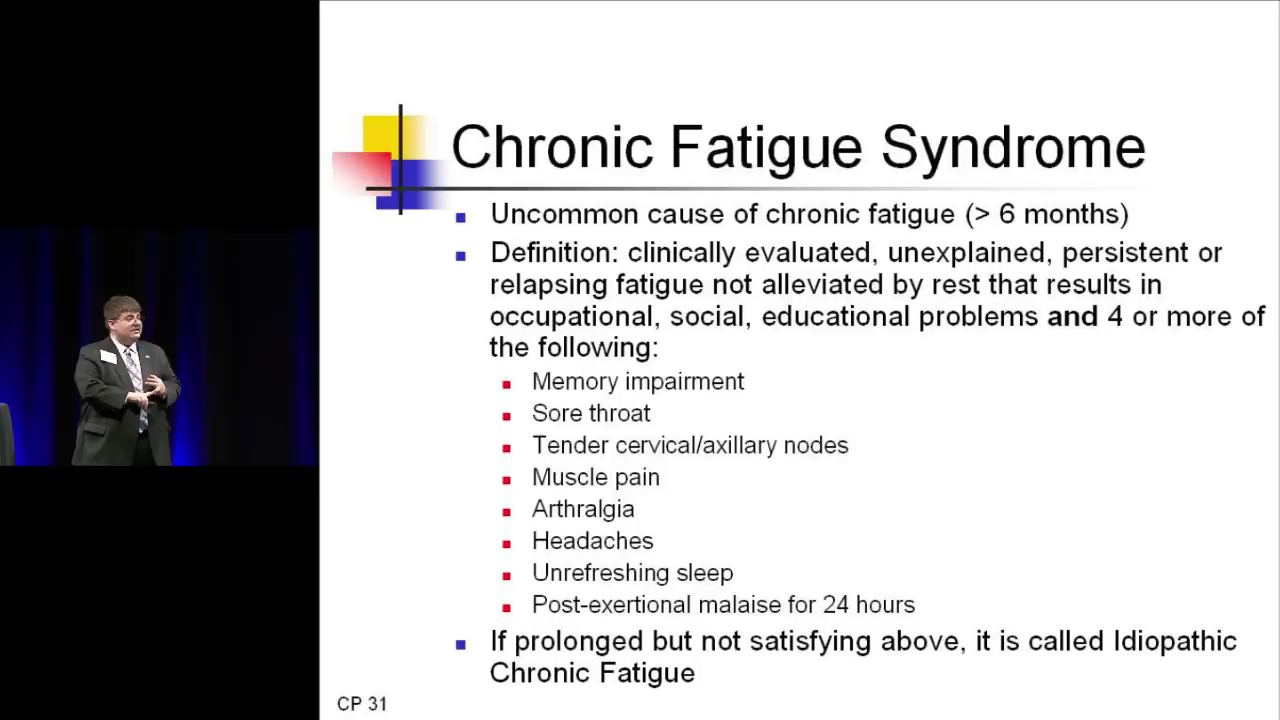 Chronic Fatigue Syndrome
Uncommon cause of chronic fatigue (> 6 months)
Definition: clinically evaluated, unexplained, persistent or
relapsing fatigue not alleviated by rest that results in
occupational, social, educational problems and 4 or more of
the following:
Memory impairment
Sore throat
Tender cervical/axillary nodes
Muscle pain
Arthralgia
Headaches
Unrefreshing sleep
Post-exertional malaise for 24 hours
If prolonged but not satisfying above, it is called Idiopathic
Chronic Fatigue
CP 31